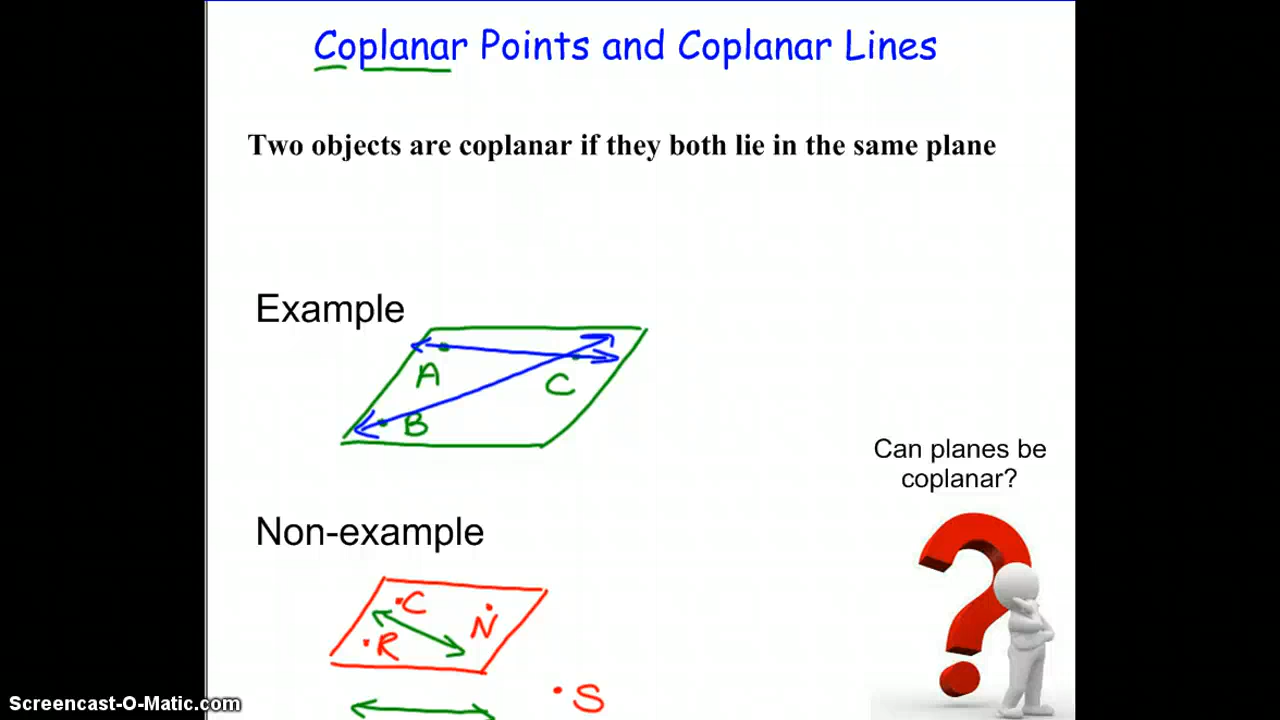 Coplanar Points and Coplanar Lines
Two objects are coplanar if they both lie in the same plane
Example
A
C
B
Can planes be
coplanar?
Non-example
C
N
R
S
Screencast-O-Matic.com